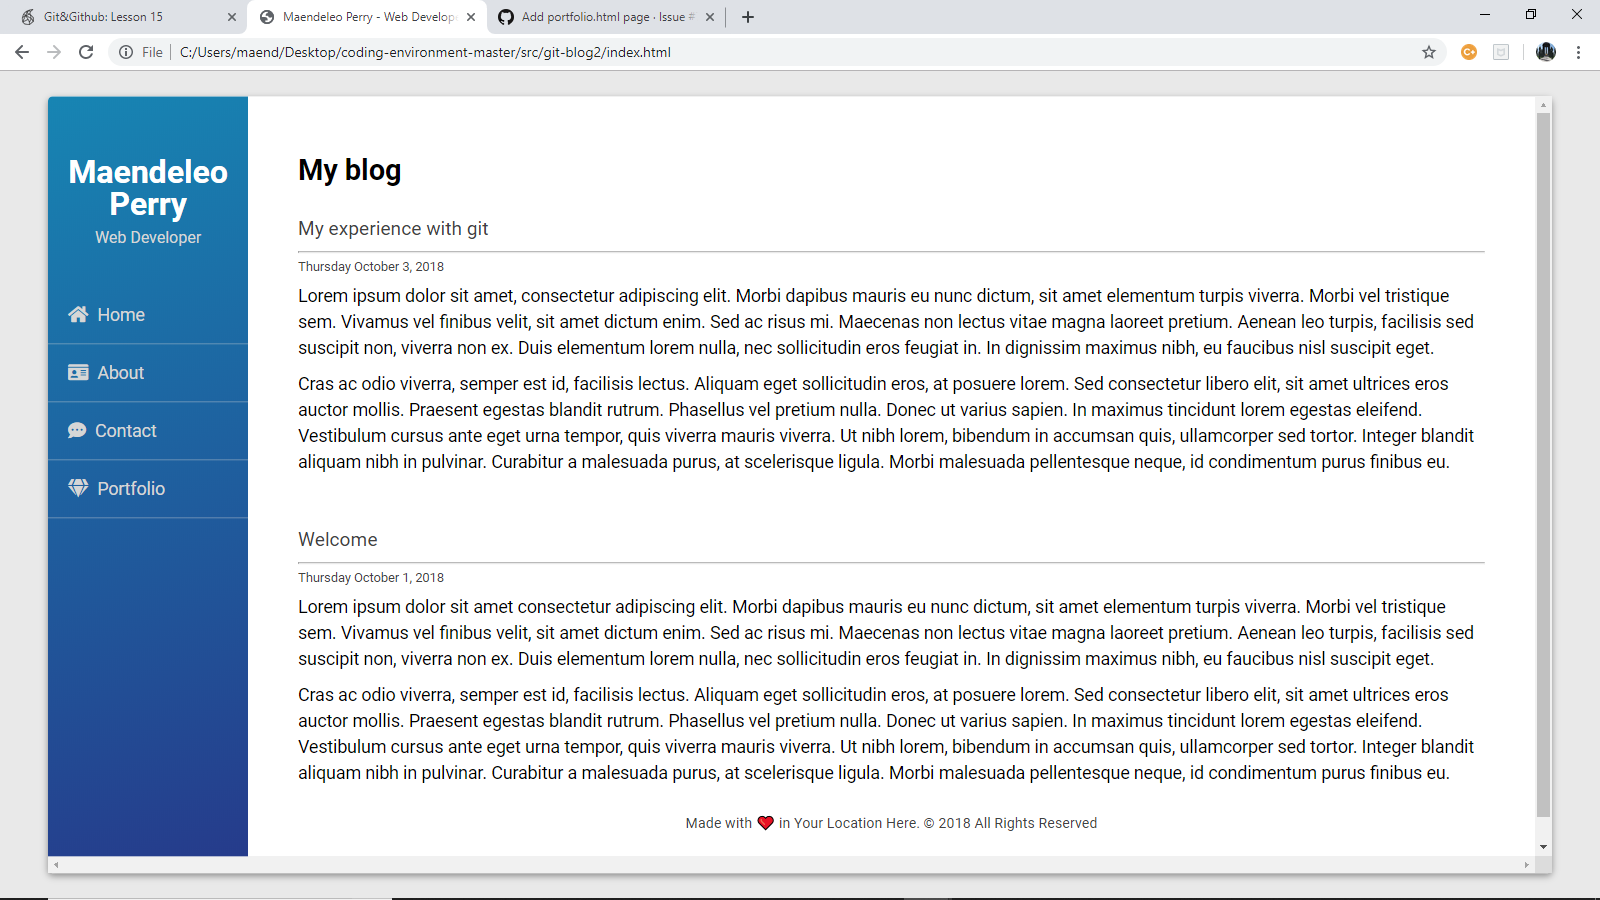 Git&Github: Lesson 15
Maendeleo Perry - Web Develop
Add portfolio.html page · Issue #
File
C:/Users/maend/Desktop/coding-environment-master/src/git-blog2/index.html
Maendeleo
Perry
Web Developer
Home
About
Contact
Portfolio
My blog
My experience with git
Thursday October 3, 2018
Lorem ipsum dolor sit amet, consectetur adipiscing elit. Morbi dapibus mauris eu nunc dictum, sit amet elementum turpis viverra. Morbi vel tristique
sem. Vivamus vel finibus velit, sit amet dictum enim. Sed ac risus mi. Maecenas non lectus vitae magna laoreet pretium. Aenean leo turpis, facilisis sed
suscipit non, viverra non ex. Duis elementum lorem nulla, nec sollicitudin eros feugiat in. In dignissim maximus nibh, eu faucibus nisl suscipit eget.
Cras ac odio viverra, semper est id, facilisis lectus. Aliquam eget sollicitudin eros, at posuere lorem. Sed consectetur libero elit, sit amet ultrices eros
auctor mollis. Praesent egestas blandit rutrum. Phasellus vel pretium nulla. Donec ut varius sapien. In maximus tincidunt lorem egestas eleifend.
Vestibulum cursus ante eget urna tempor, quis viverra mauris viverra. Ut nibh lorem, bibendum in accumsan quis, ullamcorper sed tortor. Integer blandit
aliquam nibh in pulvinar. Curabitur a malesuada purus, at scelerisque ligula. Morbi malesuada pellentesque neque, id condimentum purus finibus eu.
Welcome
Thursday October 1, 2018
Lorem ipsum dolor sit amet consectetur adipiscing elit. Morbi dapibus mauris eu nunc dictum, sit amet elementum turpis viverra. Morbi vel tristique
sem. Vivamus vel finibus velit, sit amet dictum enim. Sed ac risus mi. Maecenas non lectus vitae magna laoreet pretium. Aenean leo turpis, facilisis sed
suscipit non, viverra non ex. Duis elementum lorem nulla, nec sollicitudin eros feugiat in. In dignissim maximus nibh, eu faucibus nisl suscipit eget.
Cras ac odio viverra, semper est id, facilisis lectus. Aliquam eget sollicitudin eros, at posuere lorem. Sed consectetur libero elit, sit amet ultrices eros
auctor mollis. Praesent egestas blandit rutrum. Phasellus vel pretium nulla. Donec ut varius sapien. In maximus tincidunt lorem egestas eleifend.
Vestibulum cursus ante eget urna tempor, quis viverra mauris viverra. Ut nibh lorem, bibendum in accumsan quis, ullamcorper sed tortor. Integer blandit
aliquam nibh in pulvinar. Curabitur a malesuada purus, at scelerisque ligula. Morbi malesuada pellentesque neque, id condimentum purus finibus eu.
Made with ❤️ in Your Location Here. © 2018 All Rights Reserved